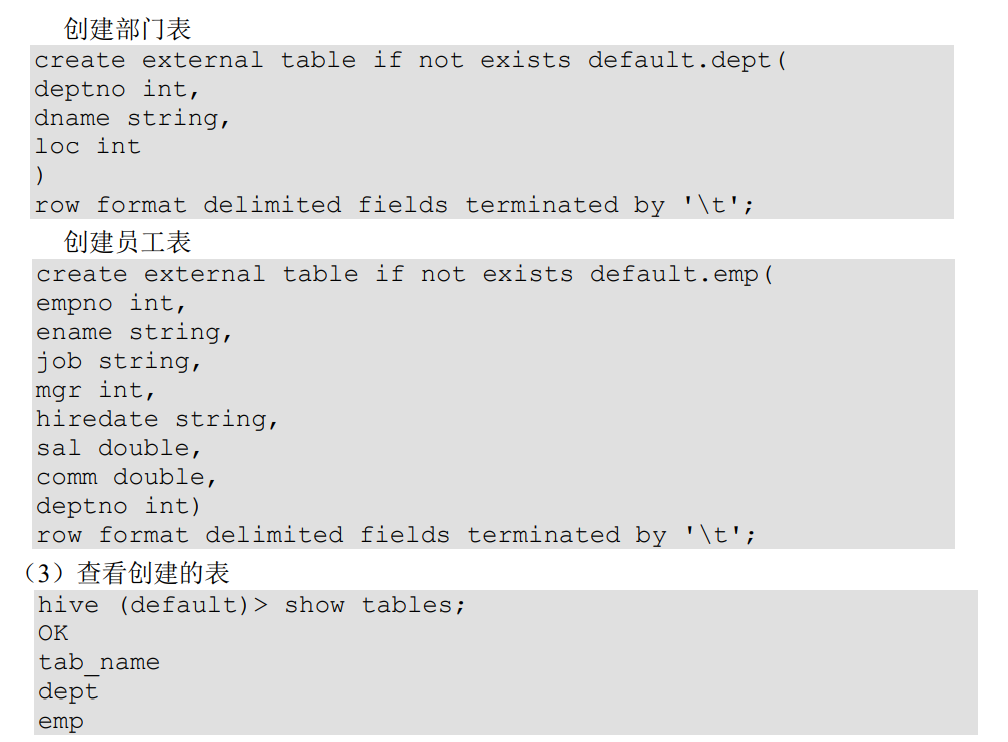 创建部门表
create external table if not exists default.dept(
deptno int,
dname string,
loc int
)
row format delimited fields terminated by '\t';
创建员工表
create external table if not exists default.emp(
empno int,
ename string,
job string,
mgr int,
hiredate string,
sal double,
comm double,
deptno int)
row format delimited fields terminated by '\t';
（3）查看创建的表
hive (default)> show tables;
OK
tab_name
dept
emp